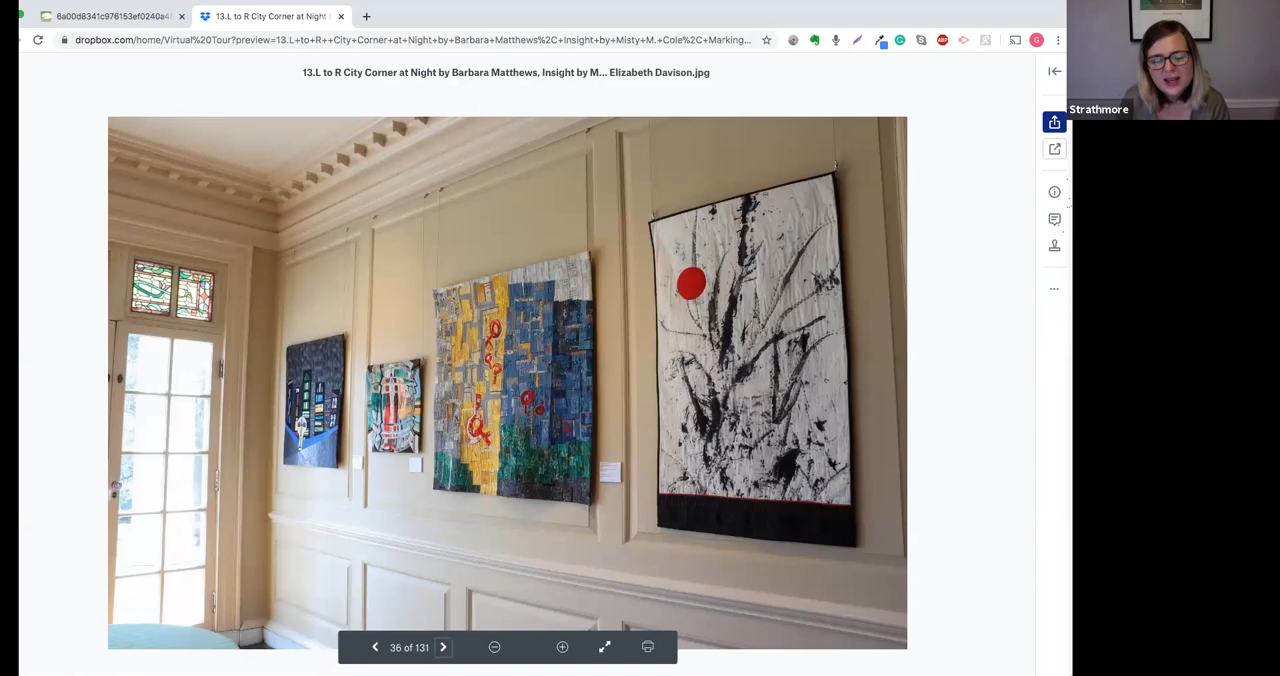 6a00d8341c976153ef0240a4
13.L to R City Corner at Night
dropbox.com/home/Virtual%20Tour?preview=13.L+to+R++City+Corner+at+Night+by+Barbara+Matthews%2C+Insight+by+Misty+M.+Cole%2C+Marking...
ABP
G
13.L to R City Corner at Night by Barbara Matthews, Insight by M... Elizabeth Davison.jpg
Strathmore
36 of 131